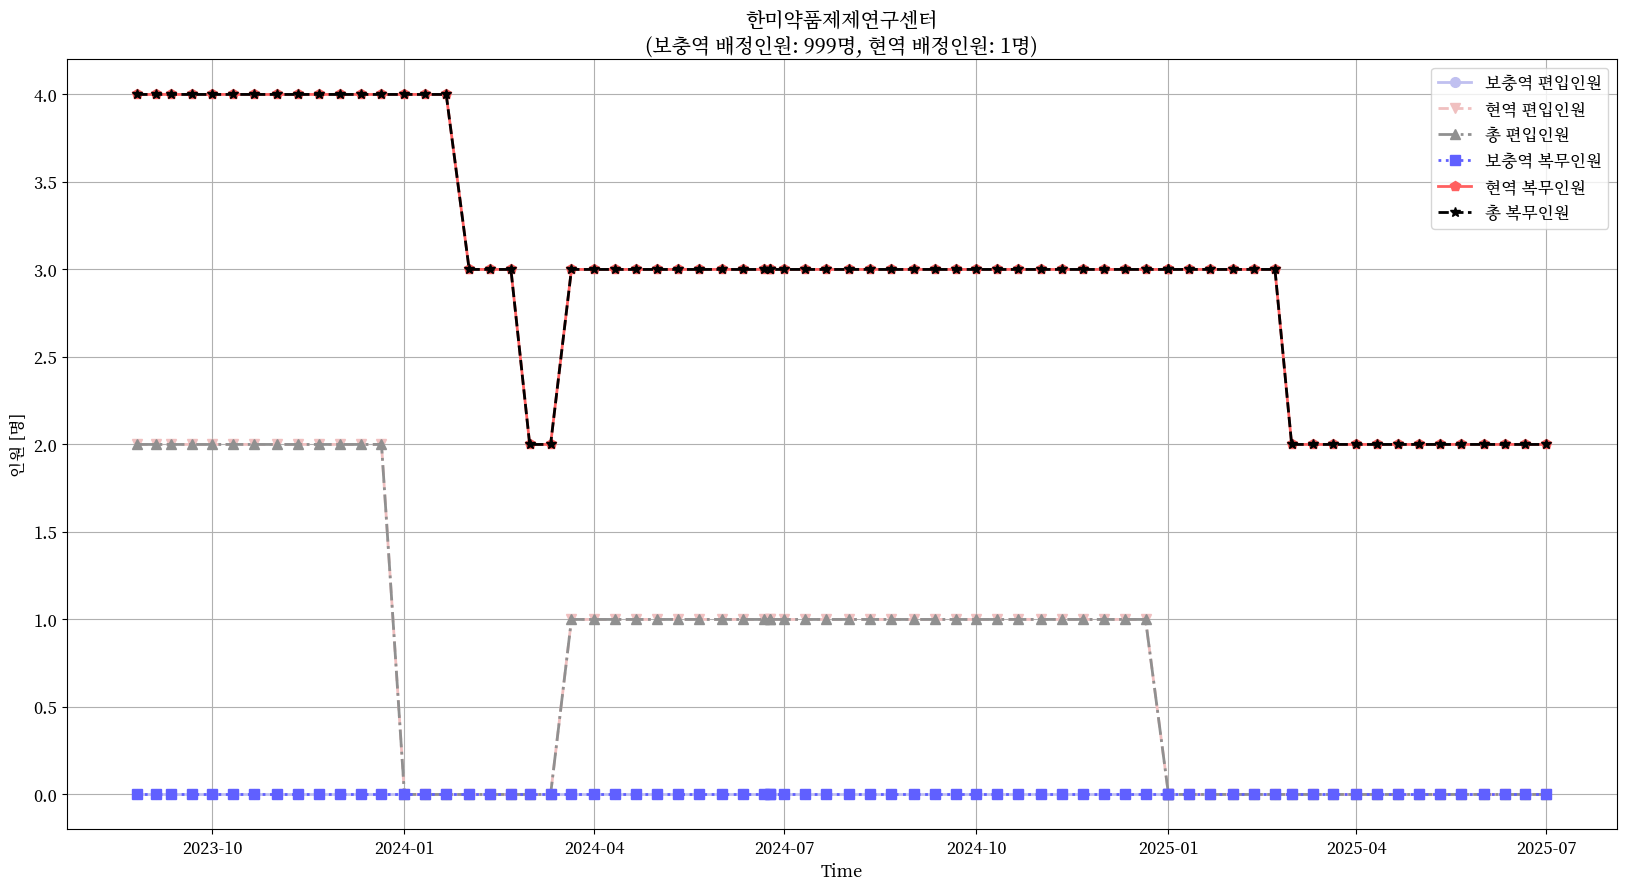 한미약품제제연구센터
(보충역 배정인원: 999명, 현역 배정인원: 1명)
보충역 편입인원
현역 편입인원
총 편입인원
보충역 복무인원
현역 복무인원
총 복무인원
인원 [명]
4.0
3.5
3.0
2.5
2.0
1.5
1.0
0.5
0.0
2023-10
2024-01
2024-04
2024-07
2024-10
2025-01
2025-04
2025-07
Time